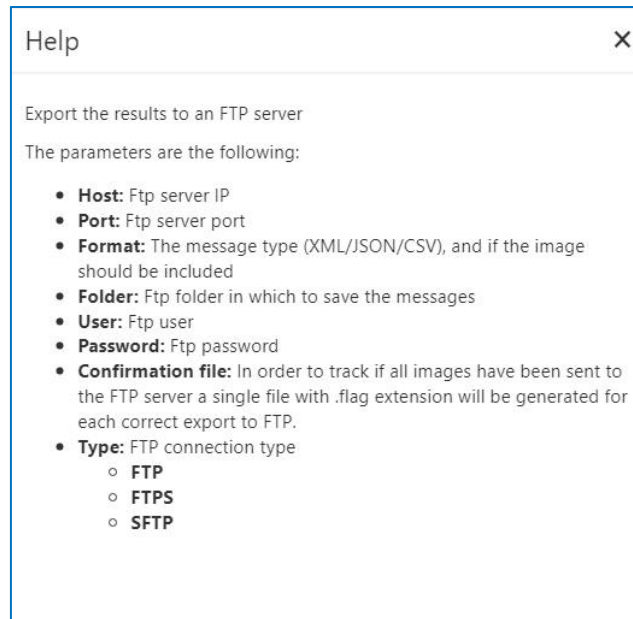 Help
Export the results to an FTP server
The parameters are the following:
Host: Ftp server IP
Port: Ftp server port
Format: The message type (XML/JSON/CSV), and if the image
should be included
Folder: Ftp folder in which to save the messages
User: Ftp user
Password: Ftp password
Confirmation file: In order to track if all images have been sent to
the FTP server a single file with .flag extension will be generated for
each correct export to FTP.
Type: FTP connection type
FTP
FTPS
SFTP